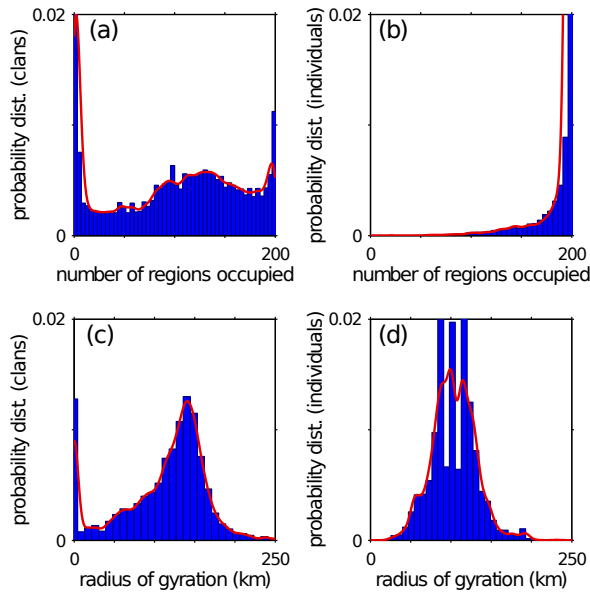 (a)
probability dist. (clans)
0.02
0
0
200
number of regions occupied
(b)
probability dist. (individuals)
0.02
0
0
200
number of regions occupied
(c)
probability dist. (clans)
0.02
0
0
250
radius of gyration (km)
(d)
probability dist. (individuals)
0.02
0
0
250
radius of gyration (km)